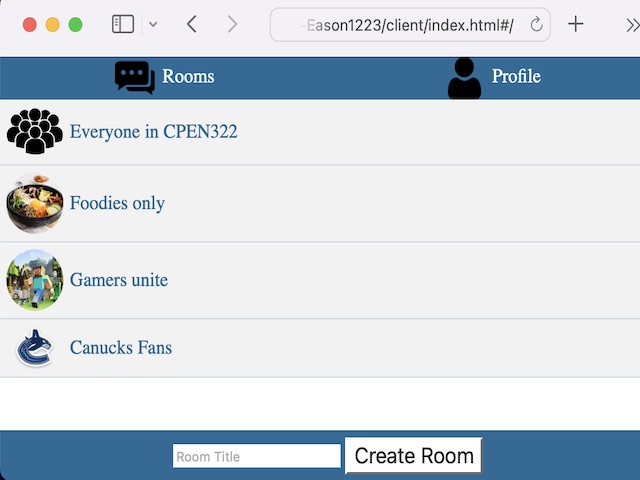 -Eason1223/client/index.html#/
Rooms
Profile
Everyone in CPEN322
Foodies only
Gamers unite
Canucks Fans
Room Title
Create Room